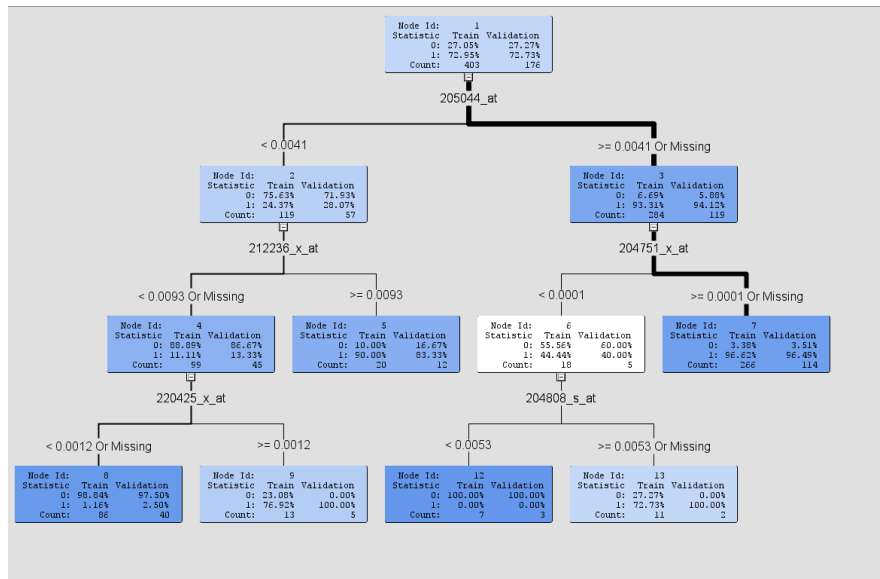 Node Id: 1
Statistic Train Validation
0: 27.05% 27.27%
1: 72.95% 72.73%
Count: 403 176
205044_at
< 0.0041
>= 0.0041 Or Missing
Node Id: 2
Statistic Train Validation
0: 75.63% 71.93%
1: 24.37% 28.07%
Count: 119 57
Node Id: 3
Statistic Train Validation
0: 6.69% 5.88%
1: 93.31% 94.12%
Count: 284 119
212236_x_at
204751_x_at
< 0.0093 Or Missing
>= 0.0093
< 0.0001
>= 0.0001 Or Missing
Node Id: 4
Statistic Train Validation
0: 88.89% 86.67%
1: 11.11% 13.33%
Count: 99 45
Node Id: 5
Statistic Train Validation
0: 10.00% 16.67%
1: 90.00% 83.33%
Count: 20 12
Node Id: 6
Statistic Train Validation
0: 55.56% 60.00%
1: 44.44% 40.00%
Count: 18 5
Node Id: 7
Statistic Train Validation
0: 3.38% 3.51%
1: 96.62% 96.49%
Count: 266 114
220425_x_at
204808_s_at
< 0.0012 Or Missing
>= 0.0012
< 0.0053
>= 0.0053 Or Missing
Node Id: 8
Statistic Train Validation
0: 98.84% 97.50%
1: 1.16% 2.50%
Count: 86 40
Node Id: 9
Statistic Train Validation
0: 23.08% 0.00%
1: 76.92% 100.00%
Count: 13 5
Node Id: 12
Statistic Train Validation
0: 100.00% 100.00%
1: 0.00% 0.00%
Count: 7 3
Node Id: 13
Statistic Train Validation
0: 27.27% 0.00%
1: 72.73% 100.00%
Count: 11 2